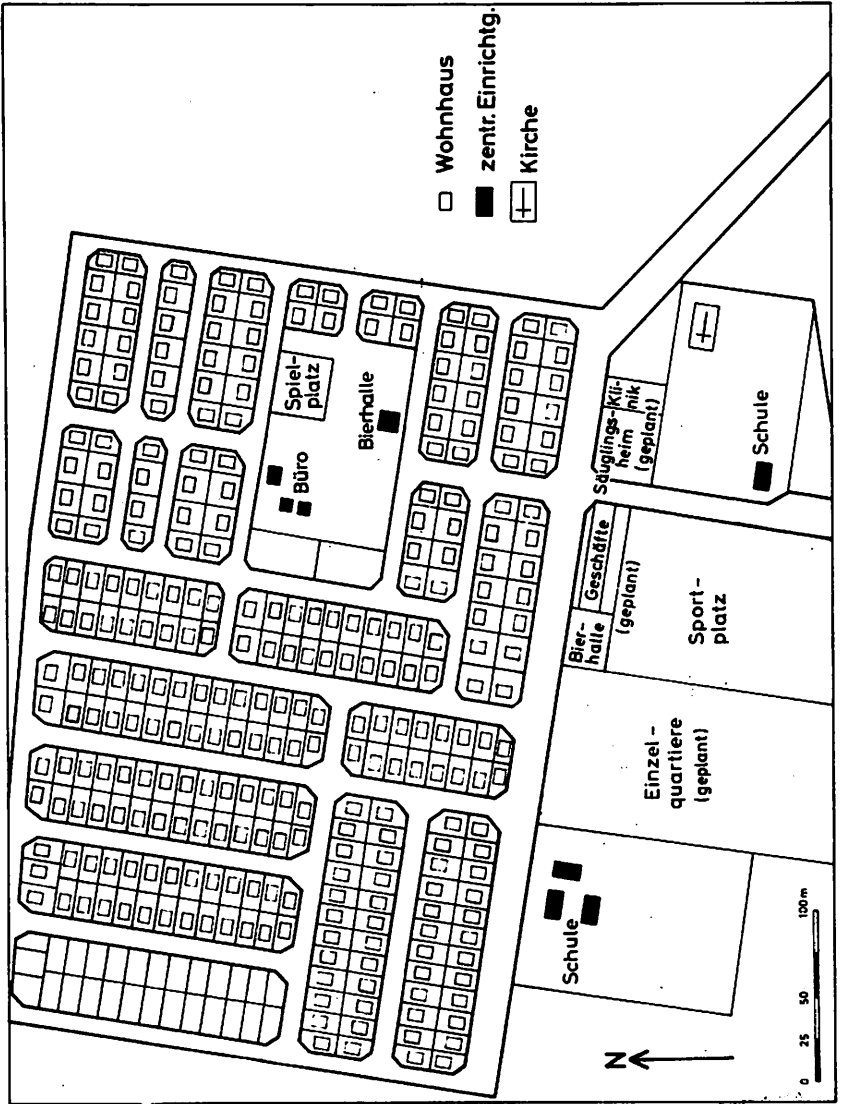 Wohnhaus
zentr. Einrichtg.
Kirche
Spiel-
platz
Bierhalle
Büro
Säuglings-
heim
(geplant)
Kli-
nik
Schule
Geschäfte
(geplant)
Bier-
halle
Sport-
platz
Einzel-
quartiere
(geplant)
Schule
N
0 25 50 100 m